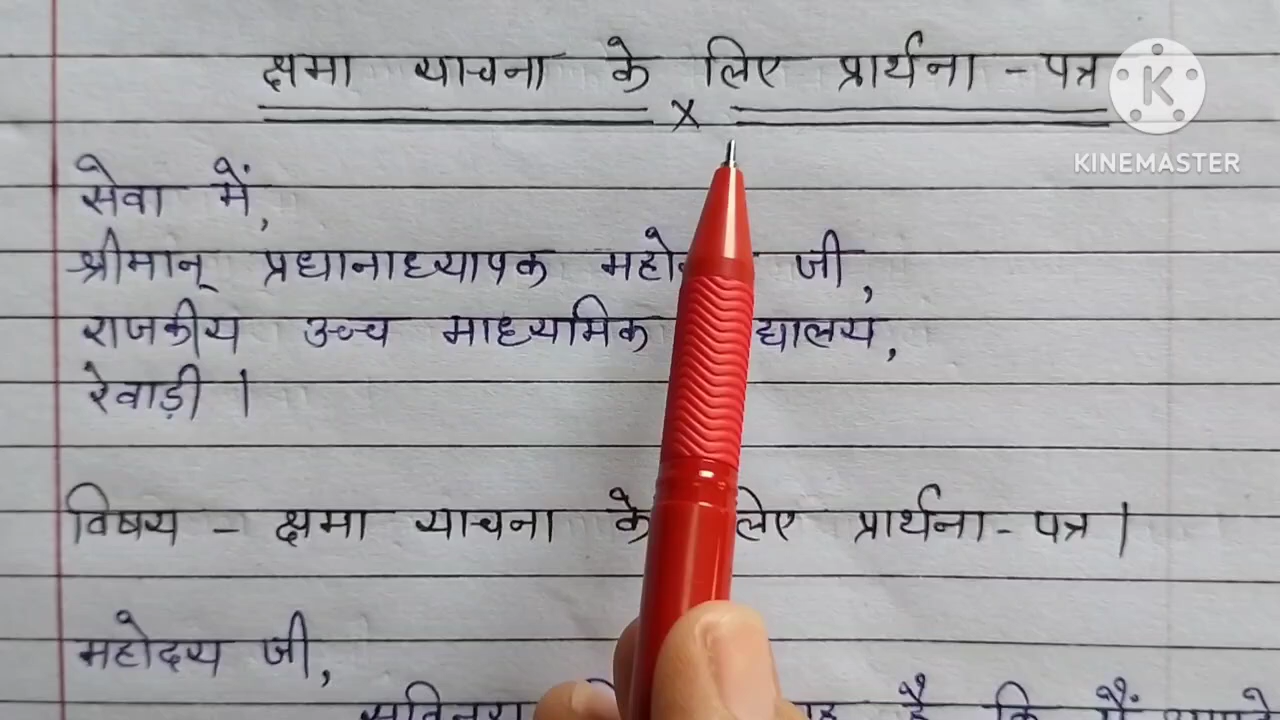 क्षमा याचना के लिए प्रार्थना - पत्र
x
K
KINEMASTER
सेवा में,
श्रीमान् प्रधानाध्यापक जी,
राजकीय उच्च माध्यमिक
रेवाड़ी ।
विषय - क्षमा याचना के लिए प्रार्थना - पत्र ।
महोदय जी,
है कि मैं